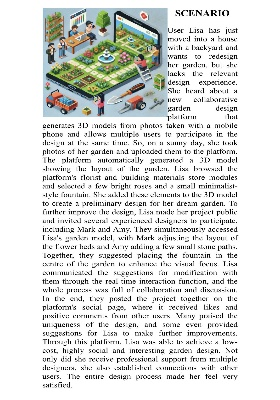 SCENARIO
User Lisa has just
moved into a house
with a backyard and
wants to redesign
her garden, but she
lacks the relevant
design experience.
She heard about a
new collaborative
garden design
platform that
generates 3D models from photos taken with a mobile
phone and allows multiple users to participate in the
design at the same time. So, on a sunny day, she took
photos of her garden and uploaded them to the platform.
The platform automatically generated a 3D model
showing the layout of the garden. Lisa browsed the
platform's florist and building materials store modules
and selected a few bright roses and a small minimalist-
style fountain. She added these elements to the 3D model
to create a preliminary design for her dream garden. To
further improve the design, Lisa made her project public
and invited several experienced designers to participate,
including Mark and Amy. They simultaneously accessed
Lisa's garden model, with Mark adjusting the layout of
the flower beds and Amy adding a few small stone paths.
Together, they suggested placing the fountain in the
centre of the garden to enhance the visual focus. Lisa
communicated the suggestions for modification with
them through the real-time interaction function, and the
whole process was full of collaboration and discussion.
In the end, they posted the project together on the
platform's social page, where it received likes and
positive comments from other users. Many praised the
uniqueness of the design, and some even provided
suggestions for Lisa to make further improvements.
Through this platform, Lisa was able to achieve a low-
cost, highly social and interesting garden design. Not
only did she receive professional support from multiple
designers, she also established connections with other
users. The entire design process made her feel very
satisfied.